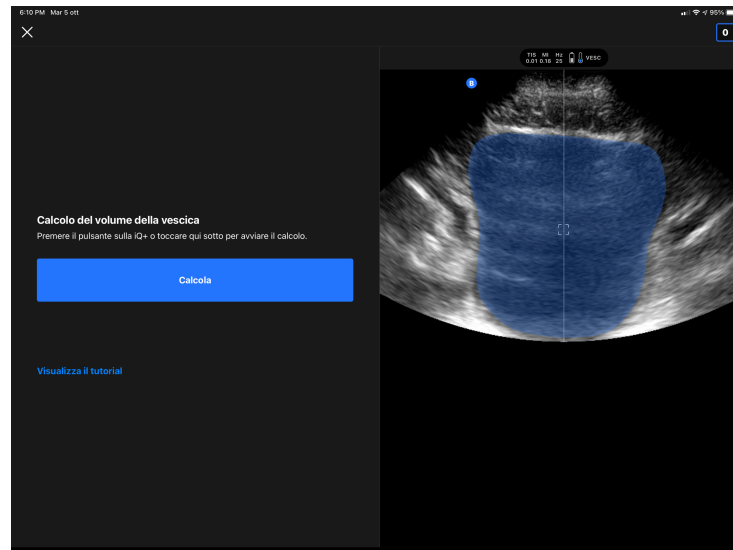 6:10 PM Mar 5 ott
95%
0
TIS MI Hz VESC
0.01 0.18 25
B
Calcolo del volume della vescica
Premere il pulsante sulla iQ+ o toccare qui sotto per avviare il calcolo.
Calcola
Visualizza il tutorial